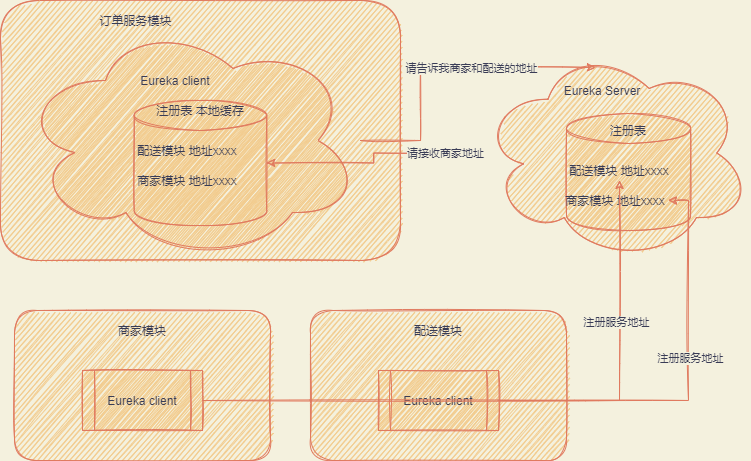 订单服务模块
Eureka client
注册表 本地缓存
配送模块 地址xxxx
商家模块 地址xxxx
请告诉我商家和配送的地址
请接收商家地址
Eureka Server
注册表
配送模块 地址xxxx
商家模块 地址xxxx
注册服务地址
注册服务地址
商家模块
Eureka client
配送模块
Eureka client